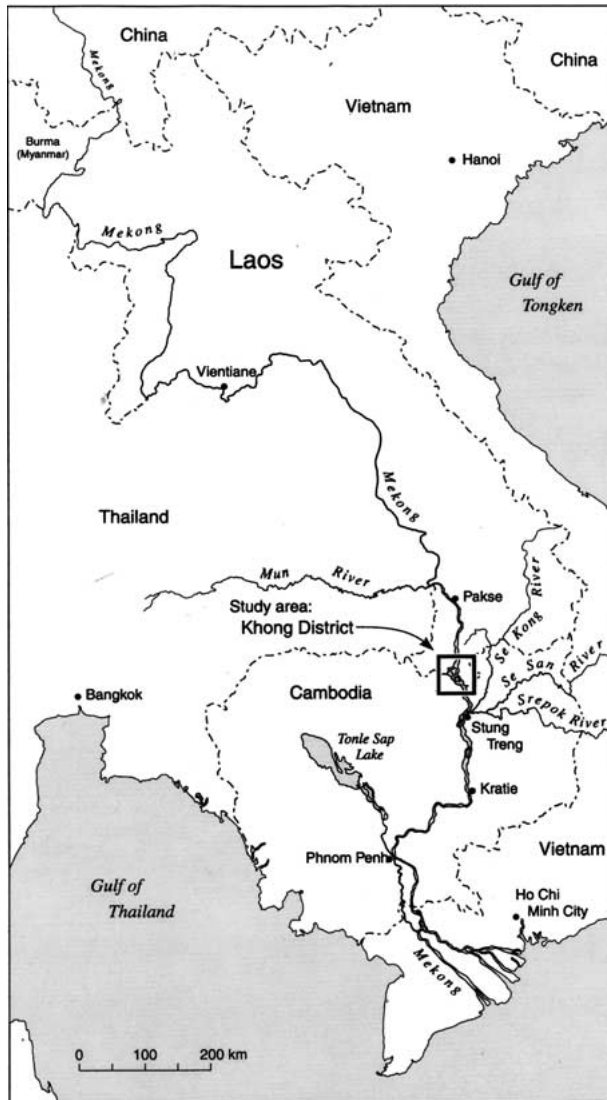 China
Mekong
China
Vietnam
Burma
(Myanmar)
Hanoi
Mekong
Laos
Gulf of
Tongken
Vientiane
Mekong
Thailand
Mun River
Pakse
Study area:
Khong District
Se Kong River
Se San River
Srepok River
Bangkok
Cambodia
Stung
Treng
Tonle Sap
Lake
Kratie
Phnom Penh
Vietnam
Gulf of
Thailand
Ho Chi
Minh City
Mekong
0 100 200 km